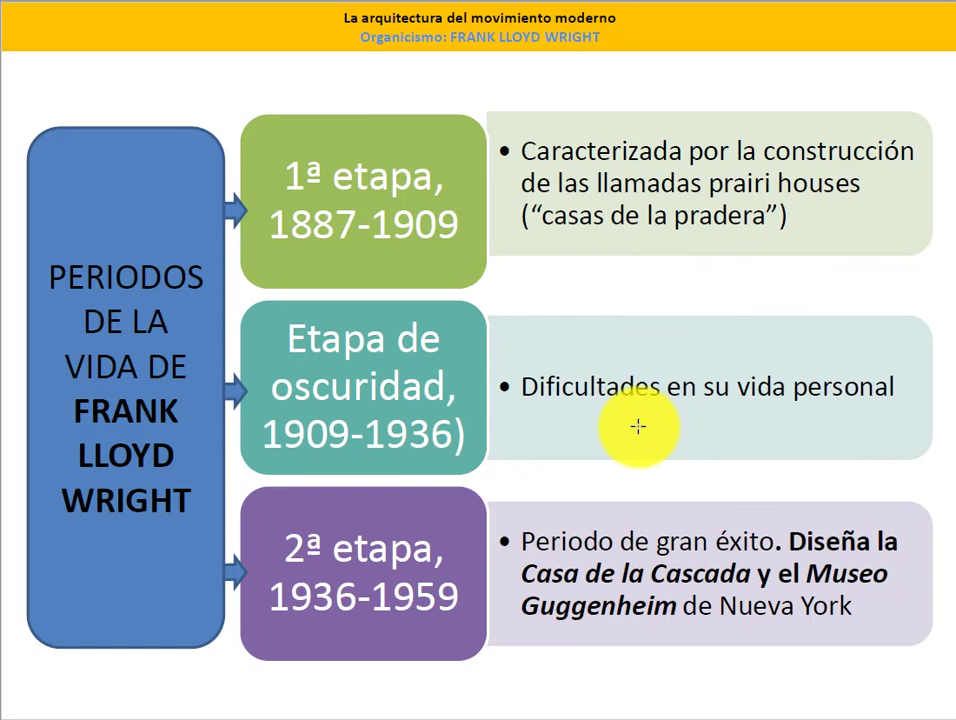 La arquitectura del movimiento moderno
Organicismo: FRANK LLOYD WRIGHT
PERIODOS
DE LA
VIDA DE
FRANK
LLOYD
WRIGHT
1ª etapa,
1887-1909
• Caracterizada por la construcción
de las llamadas prairi houses
(“casas de la pradera”)
Etapa de
oscuridad,
1909-1936)
• Dificultades en su vida personal
2ª etapa,
1936-1959
• Periodo de gran éxito. Diseña la
Casa de la Cascada y el Museo
Guggenheim de Nueva York